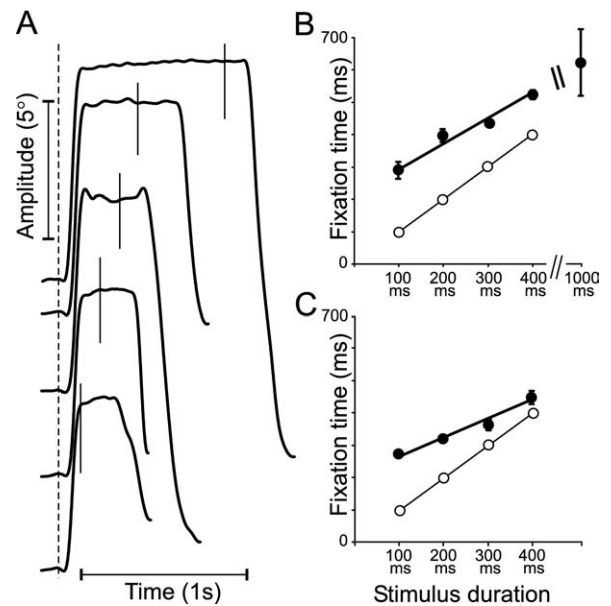 A
Amplitude (5°)
Time (1s)
B
Fixation time (ms)
700
0
100 200 300 400 1000
ms ms ms ms ms
C
Fixation time (ms)
700
0
100 200 300 400
ms ms ms ms
Stimulus duration